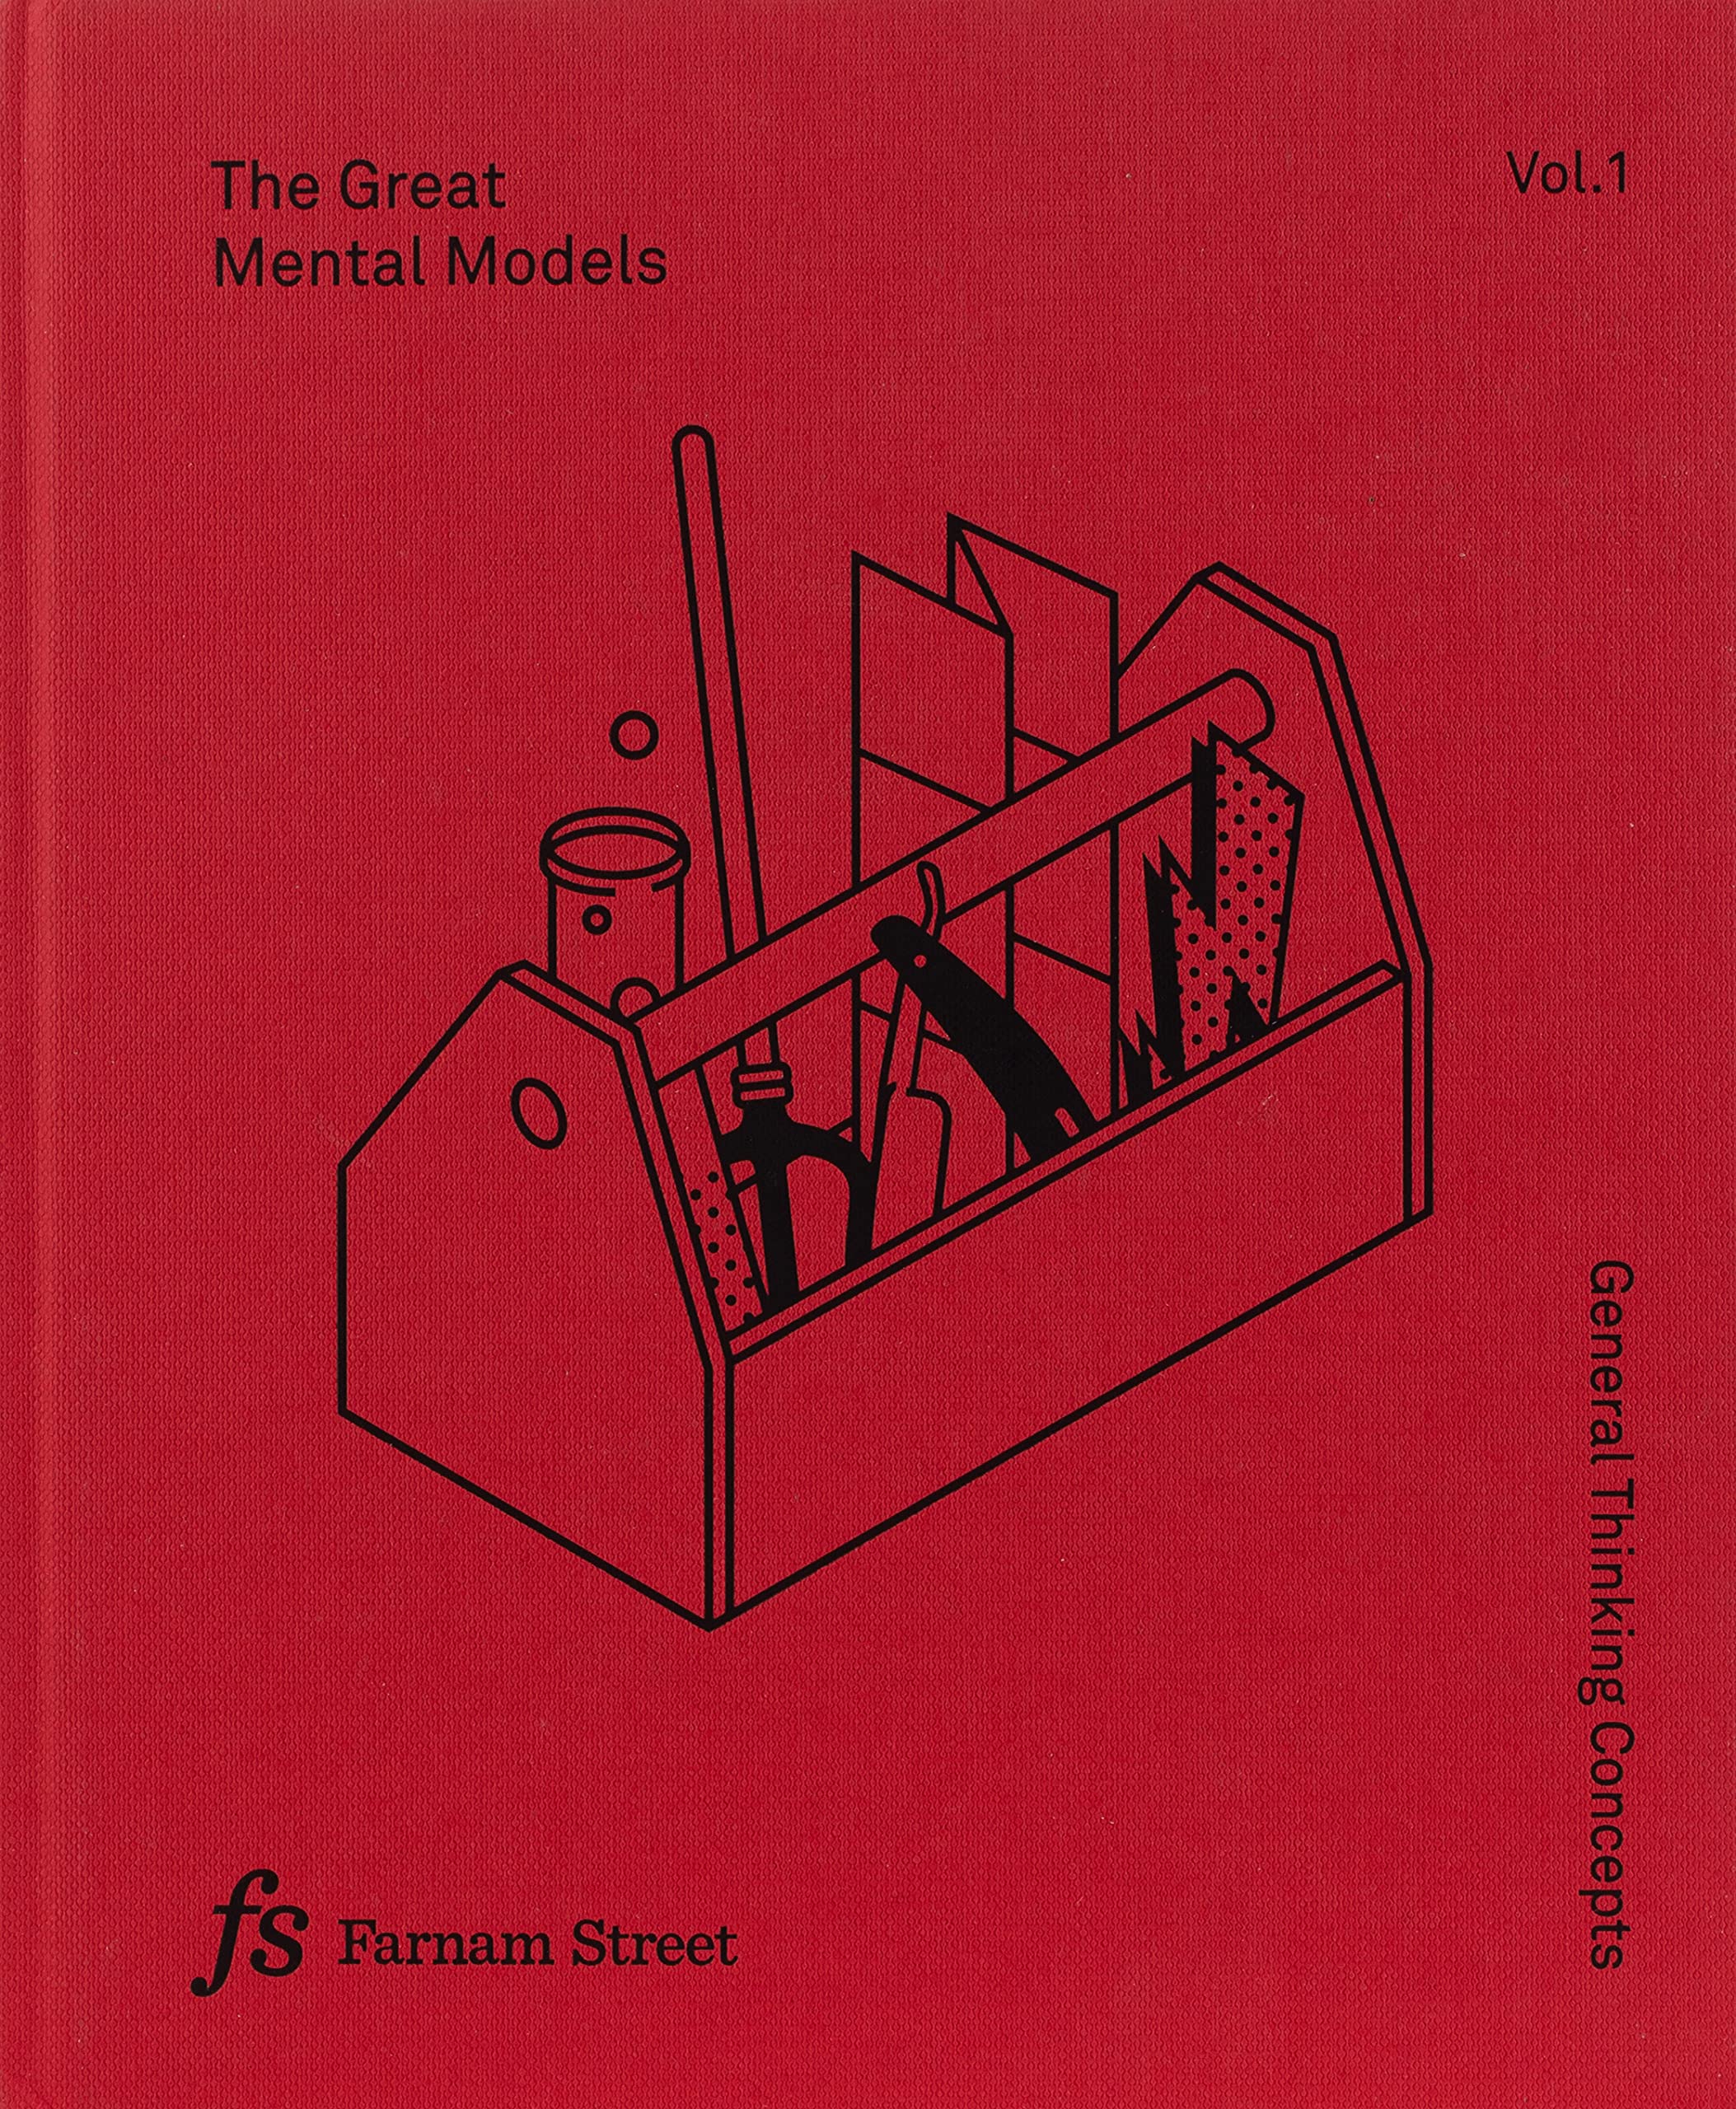 The Great
Mental Models
Vol.1
General Thinking Concepts
fs Farnam Street